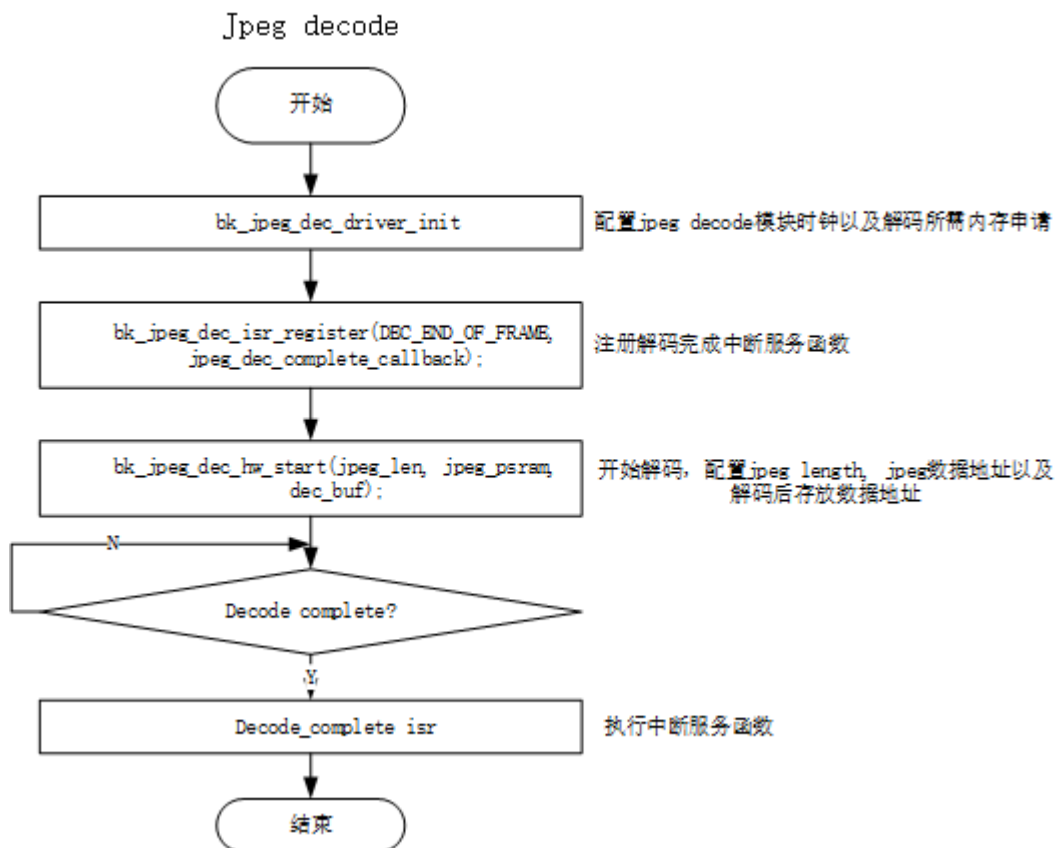 Jpeg decode
开始
bk_jpeg_dec_driver_init
配置jpeg decode模块时钟以及解码所需内存申请
bk_jpeg_dec_isr_register(DEC_END_OF_FRAME,
jpeg_dec_complete_callback);
注册解码完成中断服务函数
bk_jpeg_dec_hw_start(jpeg_len, jpeg_psram,
dec_buf);
开始解码, 配置jpeg length, jpeg数据地址以及
解码后存放数据地址
N
Decode complete?
Y
Decode_complete isr
执行中断服务函数
结束